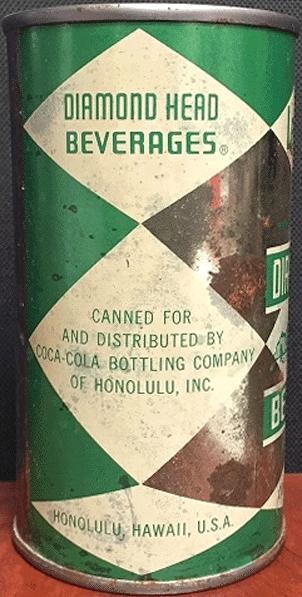 DIAMOND HEAD
BEVERAGES®
CANNED FOR
AND DISTRIBUTED BY
COCA-COLA BOTTLING COMPANY
OF HONOLULU, INC.
HONOLULU, HAWAII, U.S.A.